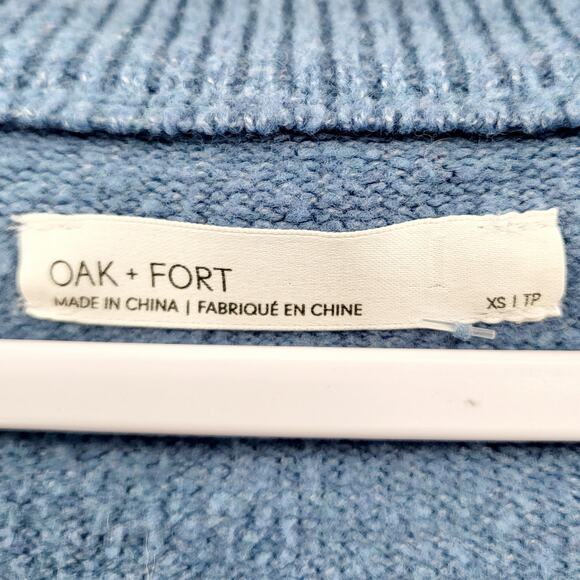 OAK + FORT
MADE IN CHINA | FABRIQUÉ EN CHINE
XS | TP